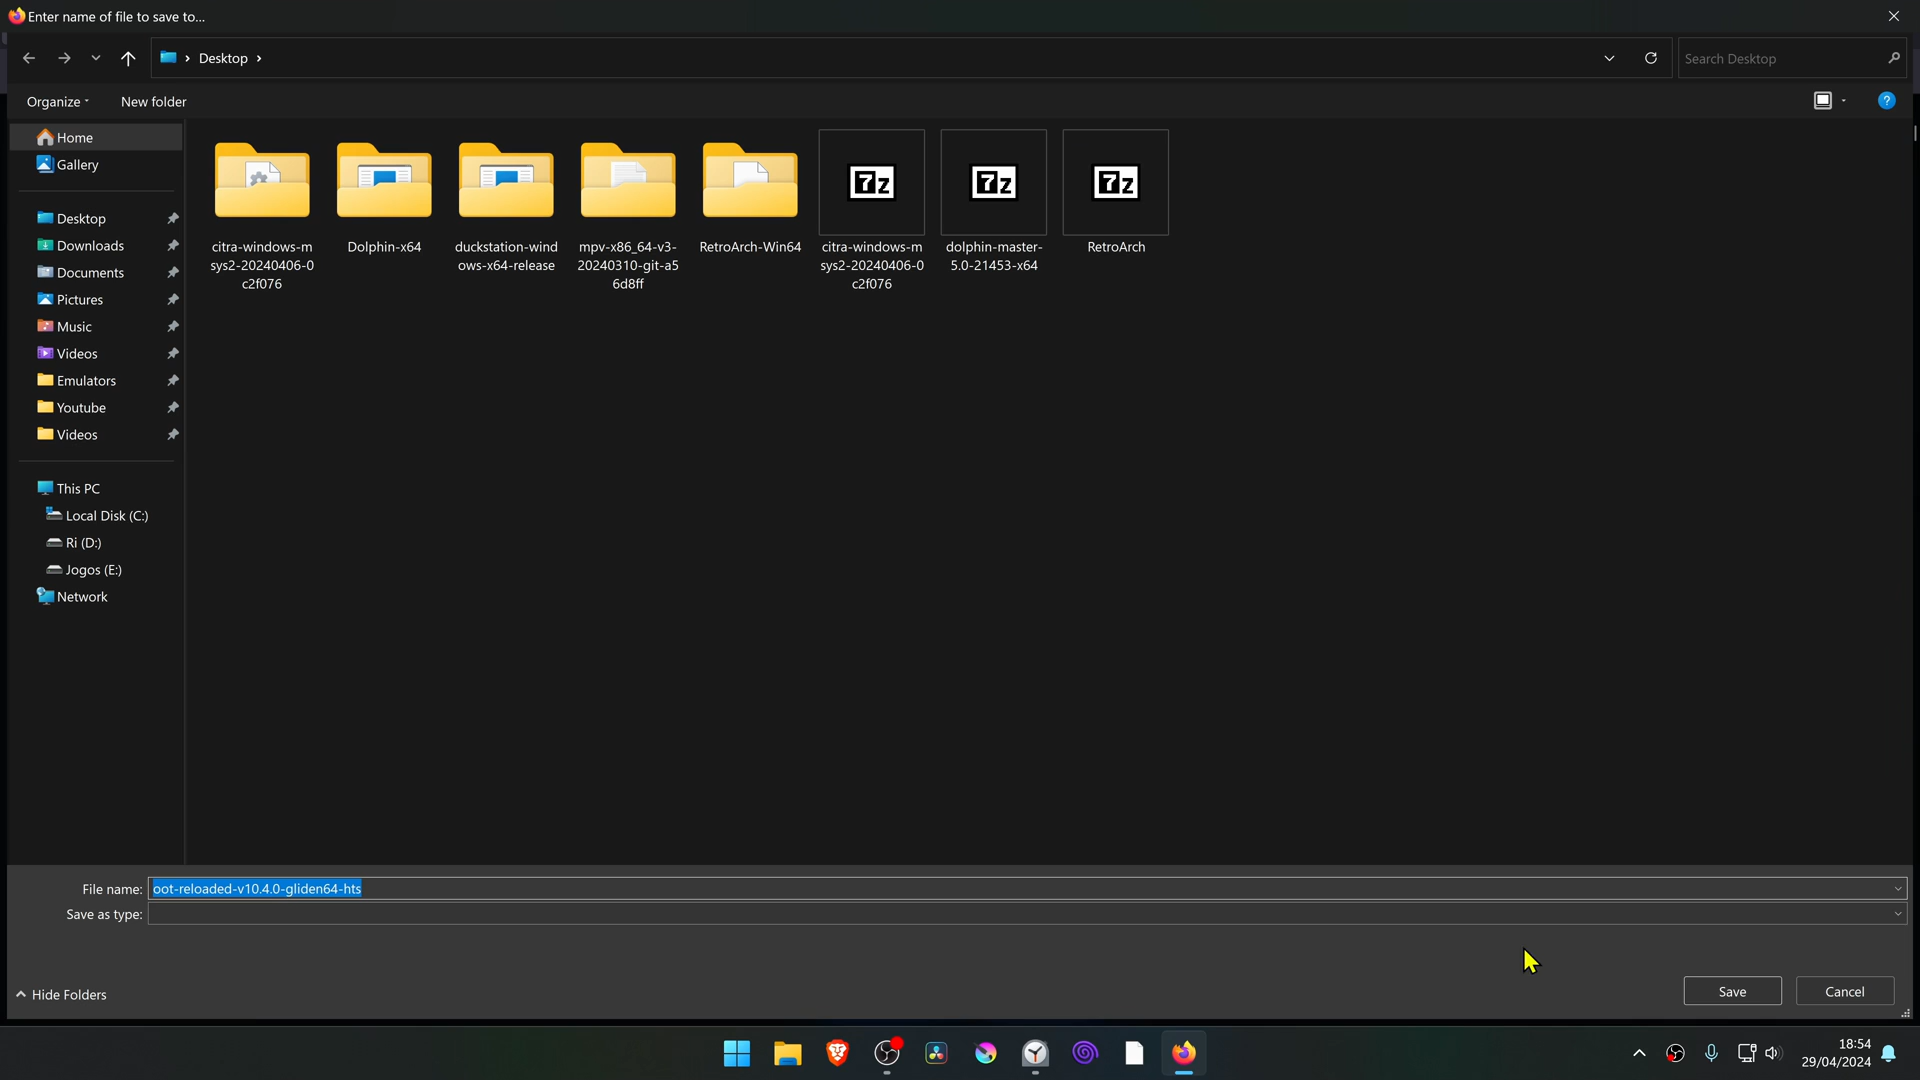 Enter name of file to save to...
Desktop
Search Desktop
Organize
New folder
Home
Gallery
Desktop
Downloads
Documents
Pictures
Music
Videos
Emulators
Youtube
Videos
This PC
Local Disk (C:)
Ri (D:)
Jogos (E:)
Network
citra-windows-m
sys2-20240406-0
c2f076
Dolphin-x64
duckstation-wind
ows-x64-release
mpv-x86_64-v3-
20240310-git-a5
6d8ff
RetroArch-Win64
7z
citra-windows-m
sys2-20240406-0
c2f076
7z
dolphin-master-
5.0-21453-x64
7z
RetroArch
File name: oot-reloaded-v10.4.0-gliden64-hts
Save as type:
Hide Folders
Save
Cancel
18:54
29/04/2024